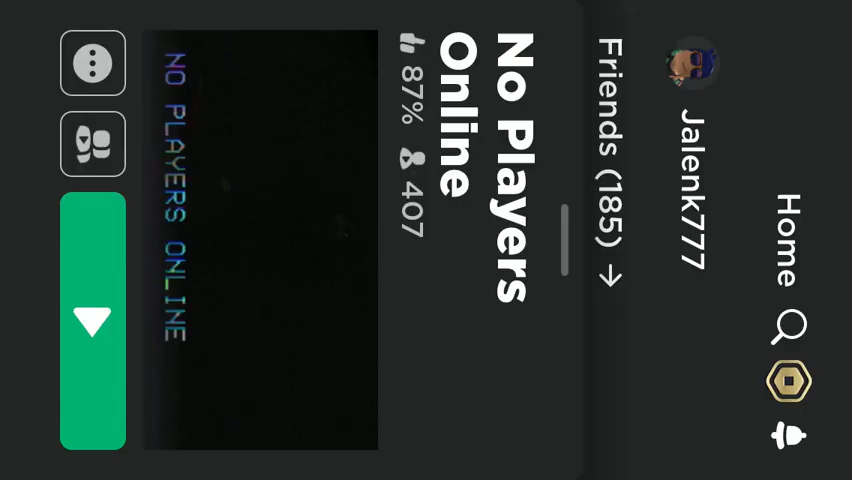 Home
Jalenk777
Friends (185) →
No Players
Online
87% 407
NO PLAYERS ONLINE